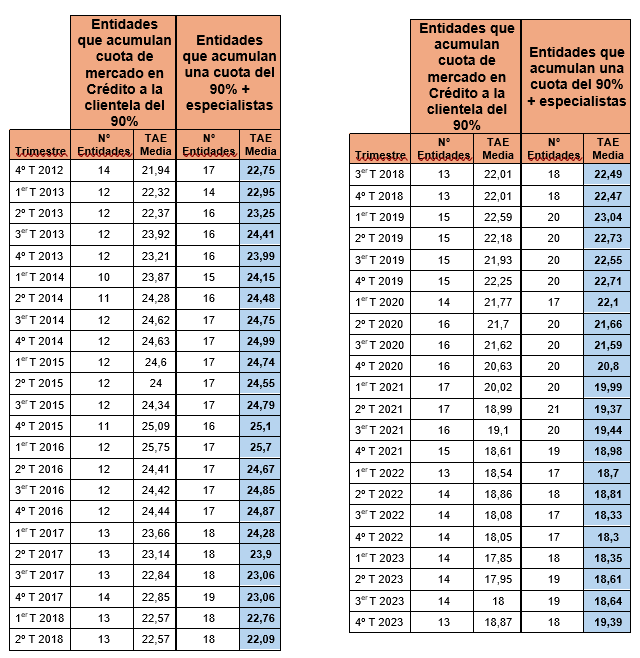 Entidades
que acumulan
cuota de
mercado en
Crédito a la
clientela del
90%
Entidades
que acumulan
una cuota del
90% +
especialistas
Trimestre Nº Entidades TAE Media Nº Entidades TAE Media
4º T 2012 14 21,94 17 22,75
1er T 2013 12 22,32 14 22,95
2º T 2013 12 22,37 16 23,25
3er T 2013 12 23,92 16 24,41
4º T 2013 12 23,21 16 23,99
1er T 2014 10 23,87 15 24,15
2º T 2014 11 24,28 16 24,48
3er T 2014 12 24,62 17 24,75
4º T 2014 12 24,63 17 24,99
1er T 2015 12 24,6 17 24,74
2º T 2015 12 24 17 24,55
3er T 2015 12 24,34 17 24,79
4º T 2015 11 25,09 16 25,1
1er T 2016 12 25,75 17 25,7
2º T 2016 12 24,41 17 24,67
3er T 2016 12 24,42 17 24,85
4º T 2016 12 24,44 17 24,87
1er T 2017 13 23,66 18 24,28
2º T 2017 13 23,14 18 23,9
3er T 2017 13 22,84 18 23,06
4º T 2017 14 22,85 19 23,06
1er T 2018 13 22,57 18 22,76
2º T 2018 13 22,57 18 22,09
Entidades que
acumulan
cuota de
mercado en
Crédito a la
clientela del
90%
Entidades que
acumulan una
cuota del 90%
+ especialistas
Trimestre Nº Entidades TAE Media Nº Entidades TAE Media
3er T 2018 13 22,01 18 22,49
4º T 2018 13 22,01 18 22,47
1er T 2019 15 22,59 20 23,04
2º T 2019 15 22,18 20 22,73
3er T 2019 15 21,93 20 22,55
4º T 2019 15 22,25 20 22,71
1er T 2020 14 21,77 17 22,1
2º T 2020 16 21,7 20 21,66
3er T 2020 16 21,62 20 21,59
4º T 2020 16 20,63 20 20,8
1er T 2021 17 20,02 20 19,99
2º T 2021 17 18,99 21 19,37
3er T 2021 16 19,1 20 19,44
4º T 2021 15 18,61 19 18,98
1er T 2022 13 18,54 17 18,7
2º T 2022 14 18,86 18 18,81
3er T 2022 14 18,08 17 18,33
4º T 2022 14 18,05 17 18,3
1er T 2023 14 17,85 18 18,35
2º T 2023 14 17,95 19 18,61
3er T 2023 14 18 19 18,64
4º T 2023 13 18,87 18 19,39